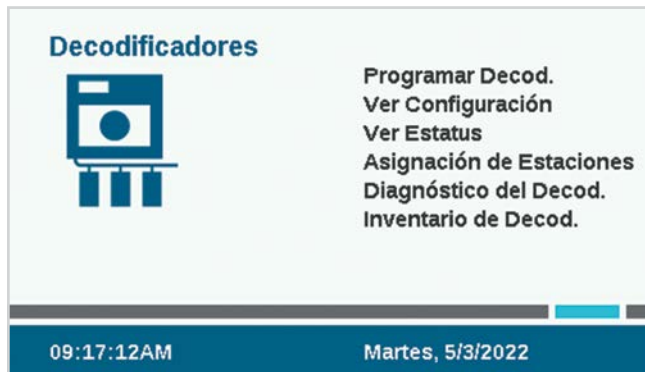 Decodificadores
Programar Decod.
Ver Configuración
Ver Estatus
Asignación de Estaciones
Diagnóstico del Decod.
Inventario de Decod.
09:17:12AM
Martes, 5/3/2022